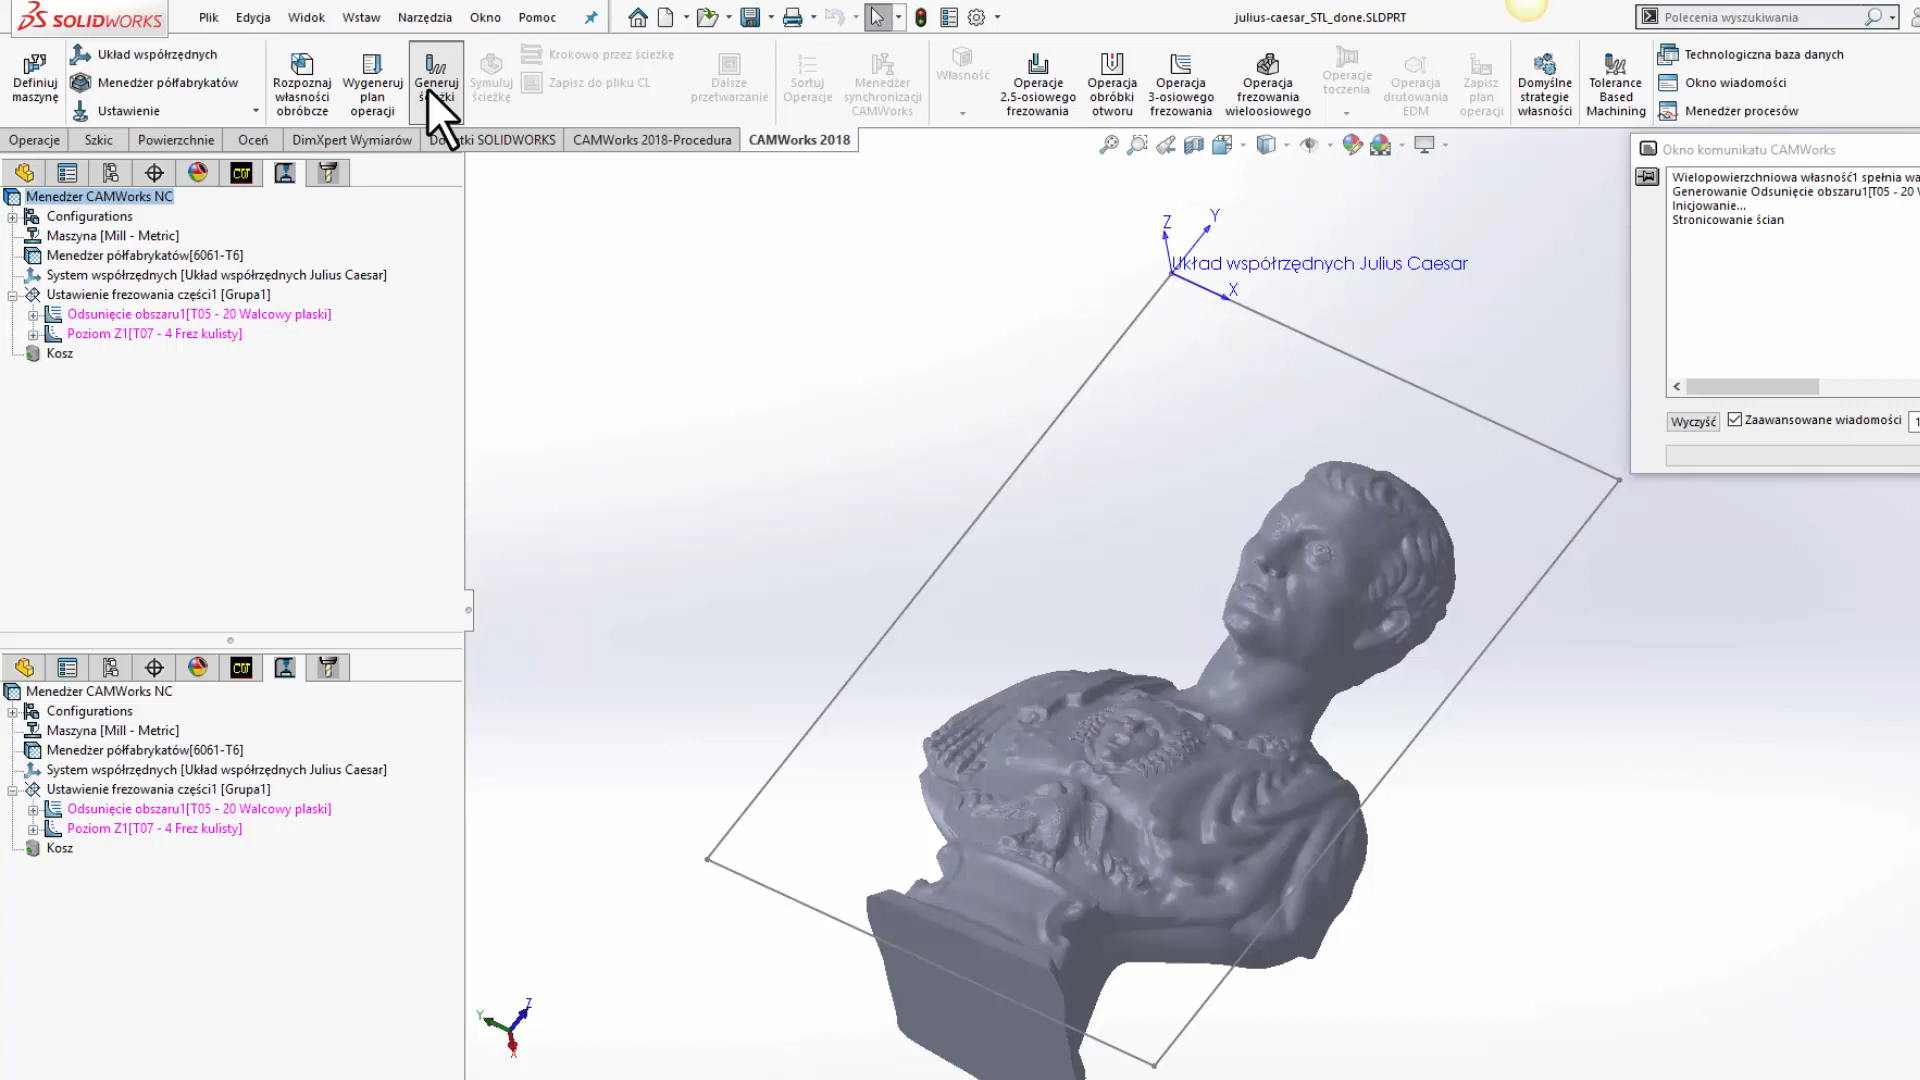 SOLIDWORKS
Plik
Edycja
Widok
Wstaw
Narzędzia
Okno
Pomoc
julius-caesar_STL_done.SLDPRT
Polecenia wyszukiwania
Definiuj
maszynę
Układ współrzędnych
Menedżer półfabrykatów
Ustawienie
Rozpoznaj
własności
obróbcze
Wygeneruj
plan
operacji
Generuj
Symuluj
ścieżkę
Krokowo przez ścieżkę
Zapisz do pliku CL
Dalsze
przetwarzanie
Sortuj
Operacje
Menedżer
synchronizacji
CAMWorks
Własność
Operacje
2.5-osiowego
frezowania
Operacja
obróbki
otworu
Operacja
3-osiowego
frezowania
Operacja
frezowania
wieloosiowego
Operacje
toczenia
Operacja
drutowania
EDM
Zapisz
plan
operacji
Domyślne
strategie
własności
Tolerance
Based
Machining
Technologiczna baza danych
Okno wiadomości
Menedżer procesów
Operacje
Szkic
Powierzchnie
Oceń
DimXpert Wymiarów
SOLIDWORKS
CAMWorks 2018-Procedura
CAMWorks 2018
Menedżer CAMWorks NC
Configurations
Maszyna [Mill - Metric]
Menedżer półfabrykatów[6061-T6]
System współrzędnych [Układ współrzędnych Julius Caesar]
Ustawienie frezowania części1 [Grupa1]
Odsunięcie obszaru1[T05 - 20 Walcowy plaski]
Poziom Z1[T07 - 4 Frez kulisty]
Kosz
Menedżer CAMWorks NC
Configurations
Maszyna [Mill - Metric]
Menedżer półfabrykatów[6061-T6]
System współrzędnych [Układ współrzędnych Julius Caesar]
Ustawienie frezowania części1 [Grupa1]
Odsunięcie obszaru1[T05 - 20 Walcowy plaski]
Poziom Z1[T07 - 4 Frez kulisty]
Kosz
Z
Y
Układ współrzędnych Julius Caesar
X
Y
Z
X
Okno komunikatu CAMWorks
Wielopowierzchniowa własność1 spełnia
Generowanie Odsunięcie obszaru1[T05 - 20
Inicjowanie...
Stronicowanie ścian
Wyczyść
Zaawansowane wiadomości